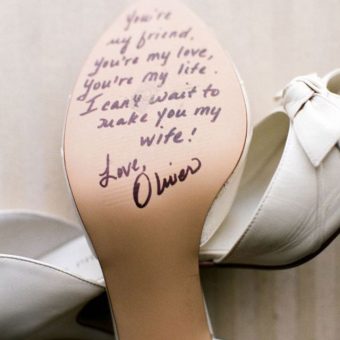 You're
my friend,
you're my love,
you're my life.
I can't wait to
make you my
wife!
Love,
Oliver